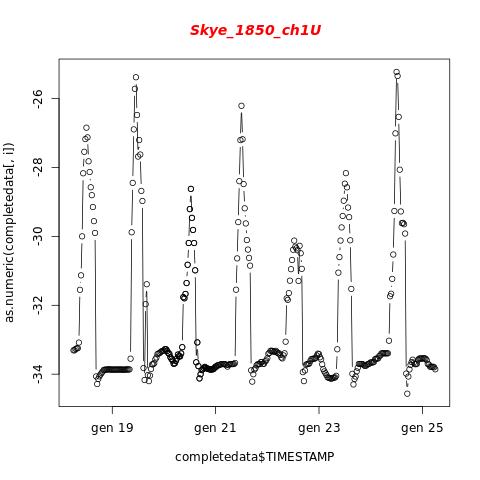 Skye_1850_ch1U
as.numeric(completedata[, i])
-26
-28
-30
-32
-34
gen 19
gen 21
gen 23
gen 25
completedata$TIMESTAMP